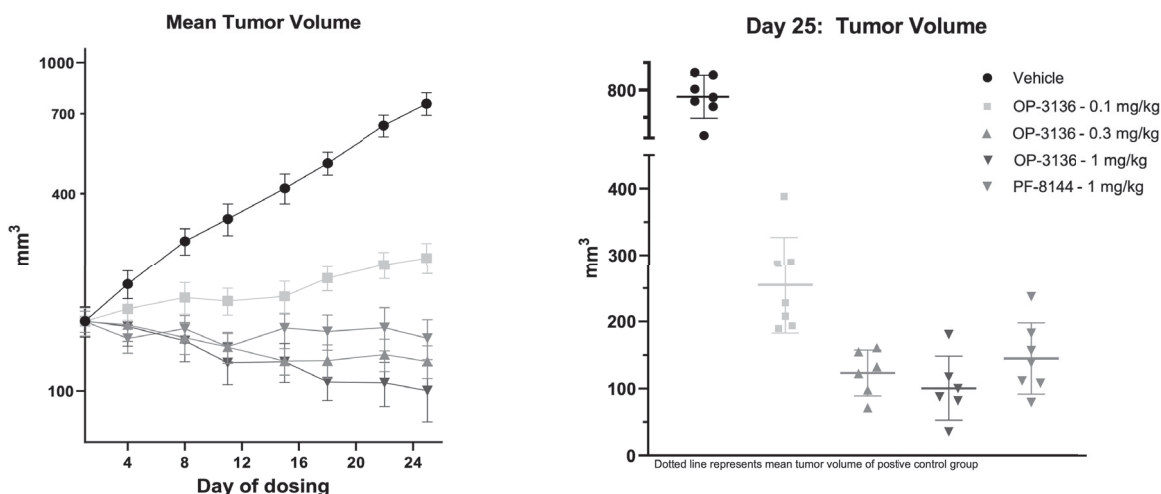 Mean Tumor Volume
1000
700
400
100
mm3
4 8 12 16 20 24
Day of dosing
Day 25: Tumor Volume
800
400
300
200
100
0
mm3
Dotted line represents mean tumor volume of postive control group
Vehicle
OP-3136 - 0.1 mg/kg
OP-3136 - 0.3 mg/kg
OP-3136 - 1 mg/kg
PF-8144 - 1 mg/kg